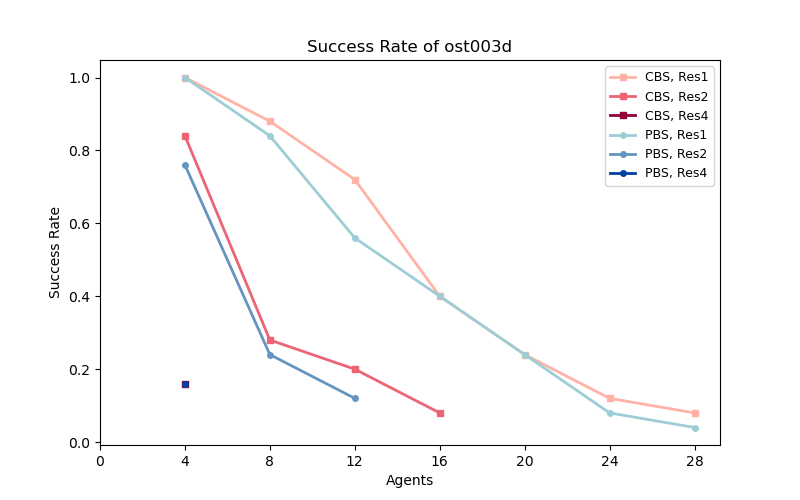 Success Rate of ost003d
CBS, Res1
CBS, Res2
CBS, Res4
PBS, Res1
PBS, Res2
PBS, Res4
Success Rate
1.0
0.8
0.6
0.4
0.2
0.0
0 4 8 12 16 20 24 28
Agents